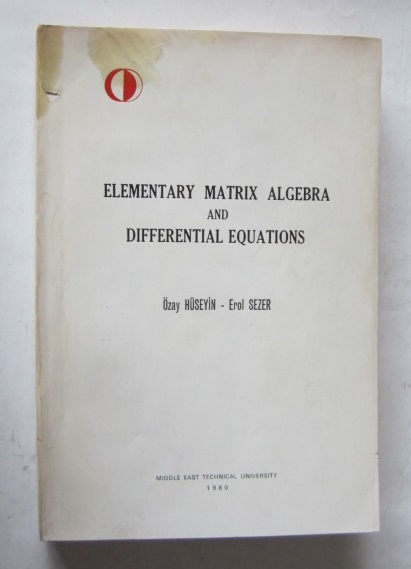 ELEMENTARY MATRIX ALGEBRA
AND
DIFFERENTIAL EQUATIONS
Özay HÜSEYİN - Erol SEZER
MIDDLE EAST TECHNICAL UNIVERSITY
1980